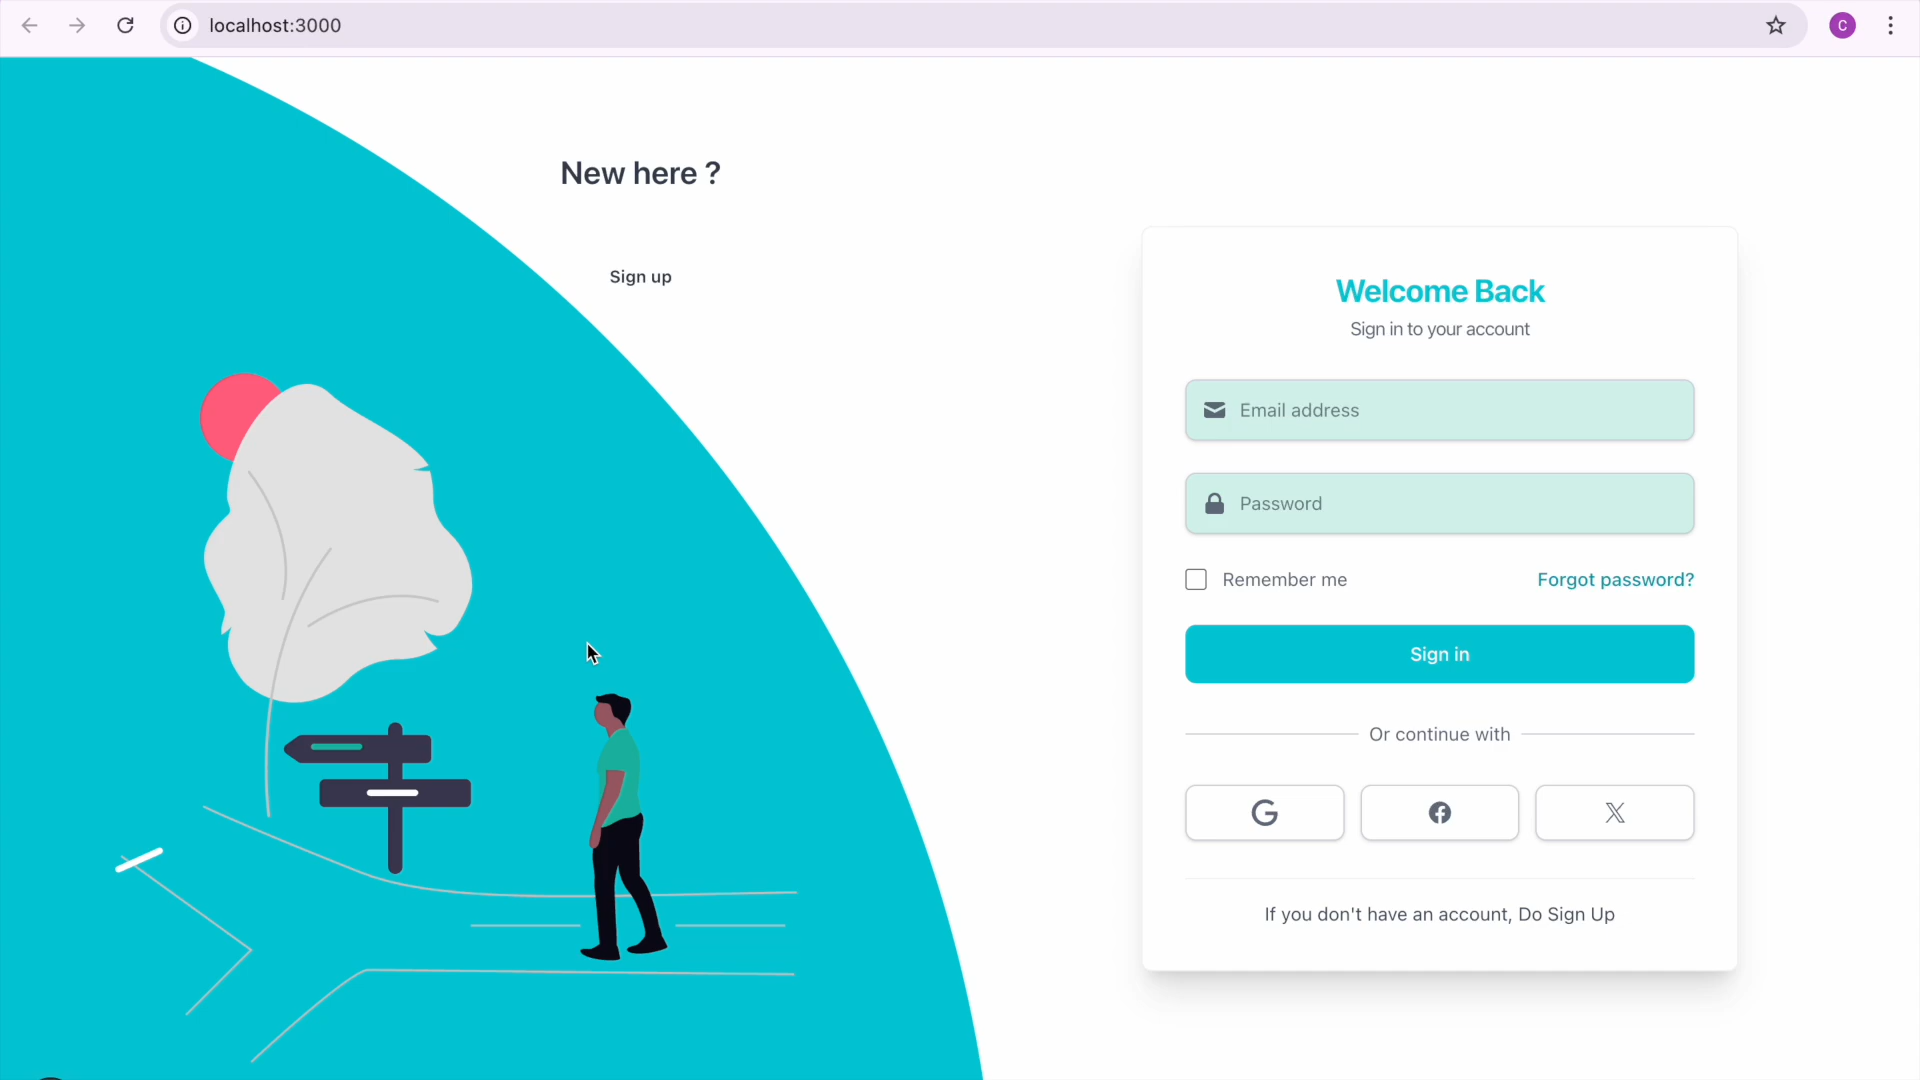 localhost:3000
C
New here ?
Sign up
Welcome Back
Sign in to your account
Email address
Password
Remember me
Forgot password?
Sign in
Or continue with
If you don't have an account, Do Sign Up